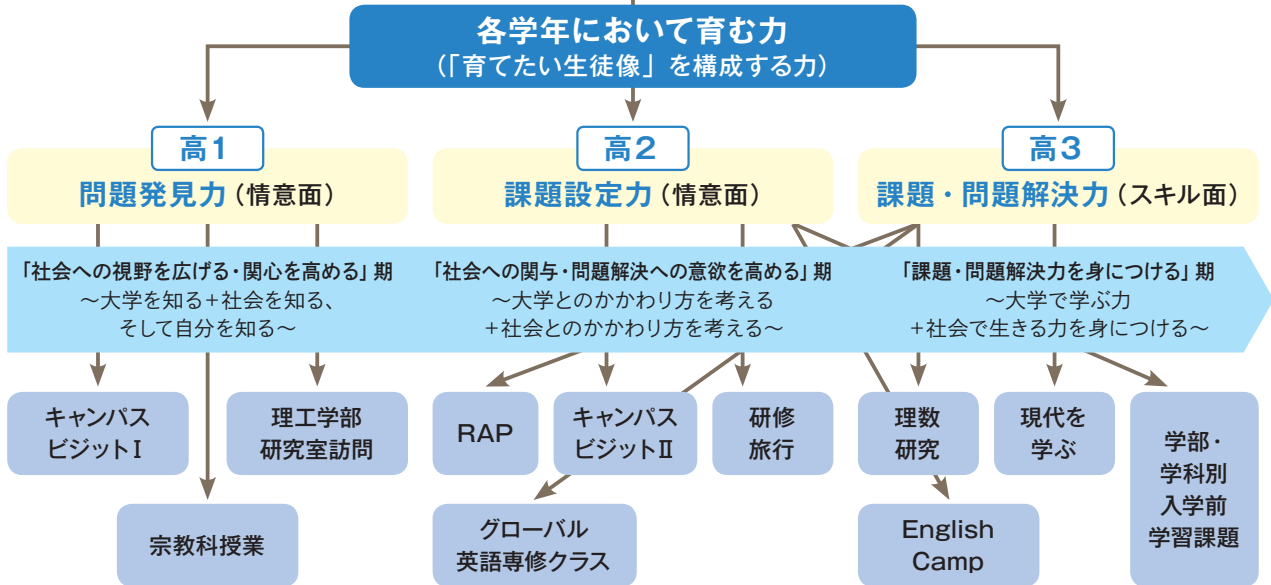 各学年において育む力
(「育てたい生徒像」を構成する力)
高1
問題発見力(情意面)
高2
課題設定力(情意面)
高3
課題・問題解決力(スキル面)
「社会への視野を広げる・関心を高める」期
～大学を知る+社会を知る、
そして自分を知る～
「社会への関与・問題解決への意欲を高める」期
～大学とのかかわり方を考える
+社会とのかかわり方を考える～
「課題・問題解決力を身につける」期
～大学で学ぶ力
+社会で生きる力を身につける～
キャンパス
ビジットⅠ
理工学部
研究室訪問
宗教科授業
RAP
キャンパス
ビジットⅡ
研修
旅行
グローバル
英語専修クラス
理数
研究
現代を
学ぶ
学部・
学科別
入学前
学習課題
English
Camp